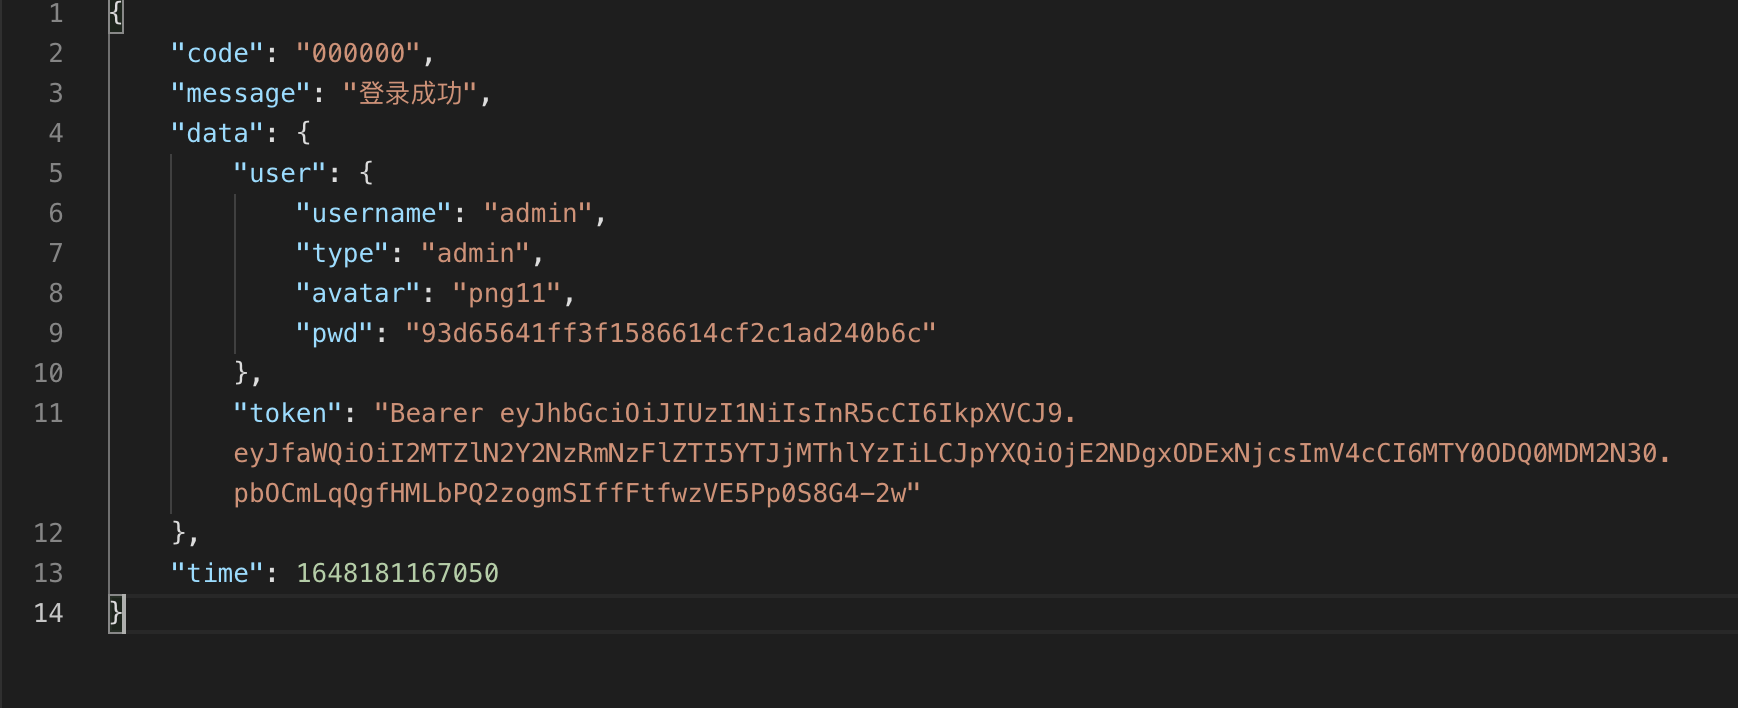 1 {
2 "code": "000000",
3 "message": "登录成功",
4 "data": {
5 "user": {
6 "username": "admin",
7 "type": "admin",
8 "avatar": "png11",
9 "pwd": "93d65641ff3f1586614cf2c1ad240b6c"
10 },
11 "token": "Bearer eyJhbGciOiJIUzI1NiIsInR5cCI6IkpXVCJ9.
eyJfaWQiOiI2MTZlN2Y2NzRmNzFlZTI5YTJjMThlYzIiLCJpYXQiOjE2NDgxODExNjcsImV4cCI6MTY0ODQ0MDM2N30.
pbOCmLqQgfHMLbPQ2zogmSIffFtfwzVE5Pp0S8G4-2w"
12 },
13 "time": 1648181167050
14 }